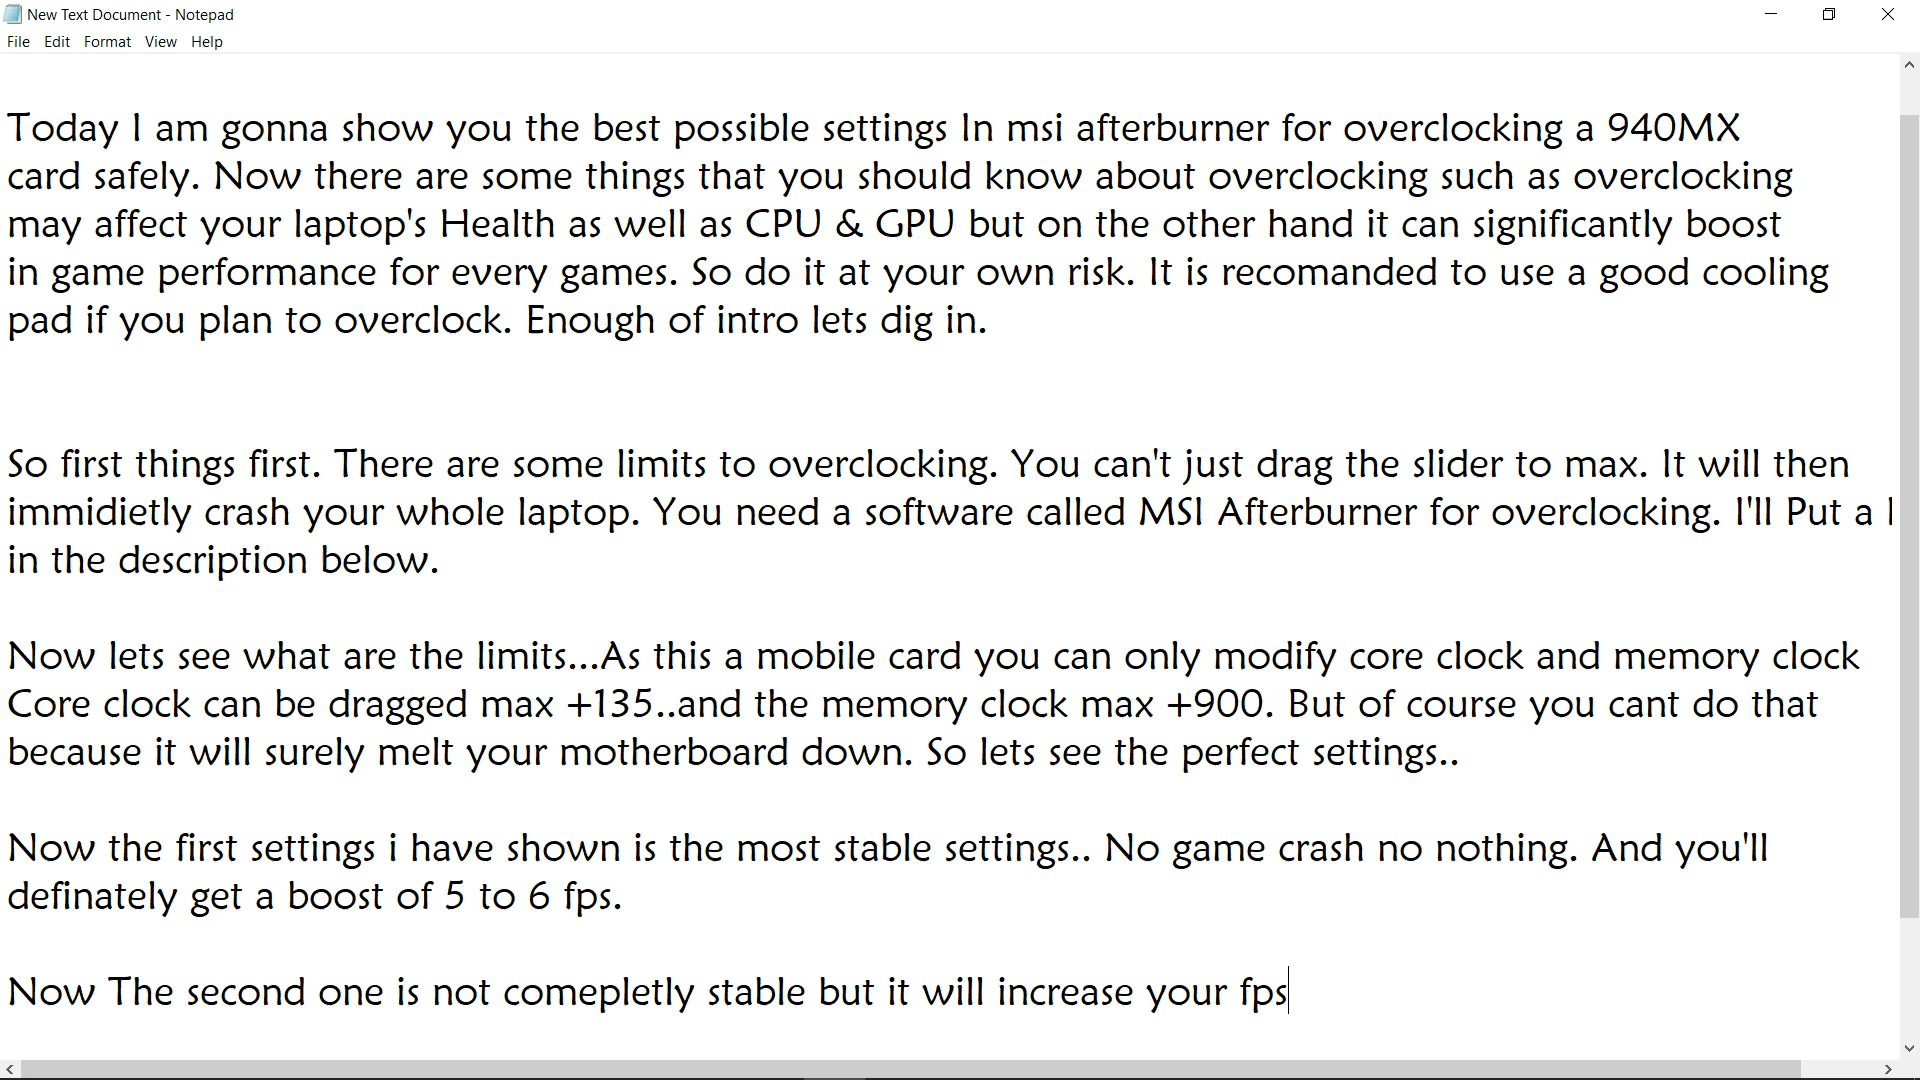 New Text Document - Notepad
File Edit Format View Help
Today I am gonna show you the best possible settings In msi afterburner for overclocking a 940MX
card safely. Now there are some things that you should know about overclocking such as overclocking
may affect your laptop's Health as well as CPU & GPU but on the other hand it can significantly boost
in game performance for every games. So do it at your own risk. It is recomanded to use a good cooling
pad if you plan to overclock. Enough of intro lets dig in.
So first things first. There are some limits to overclocking. You can't just drag the slider to max. It will then
immidietly crash your whole laptop. You need a software called MSI Afterburner for overclocking. I'll Put a
in the description below.
Now lets see what are the limits...As this a mobile card you can only modify core clock and memory clock
Core clock can be dragged max +135..and the memory clock max +900. But of course you cant do that
because it will surely melt your motherboard down. So lets see the perfect settings..
Now the first settings i have shown is the most stable settings.. No game crash no nothing. And you'll
definately get a boost of 5 to 6 fps.
Now The second one is not comepletly stable but it will increase your fps